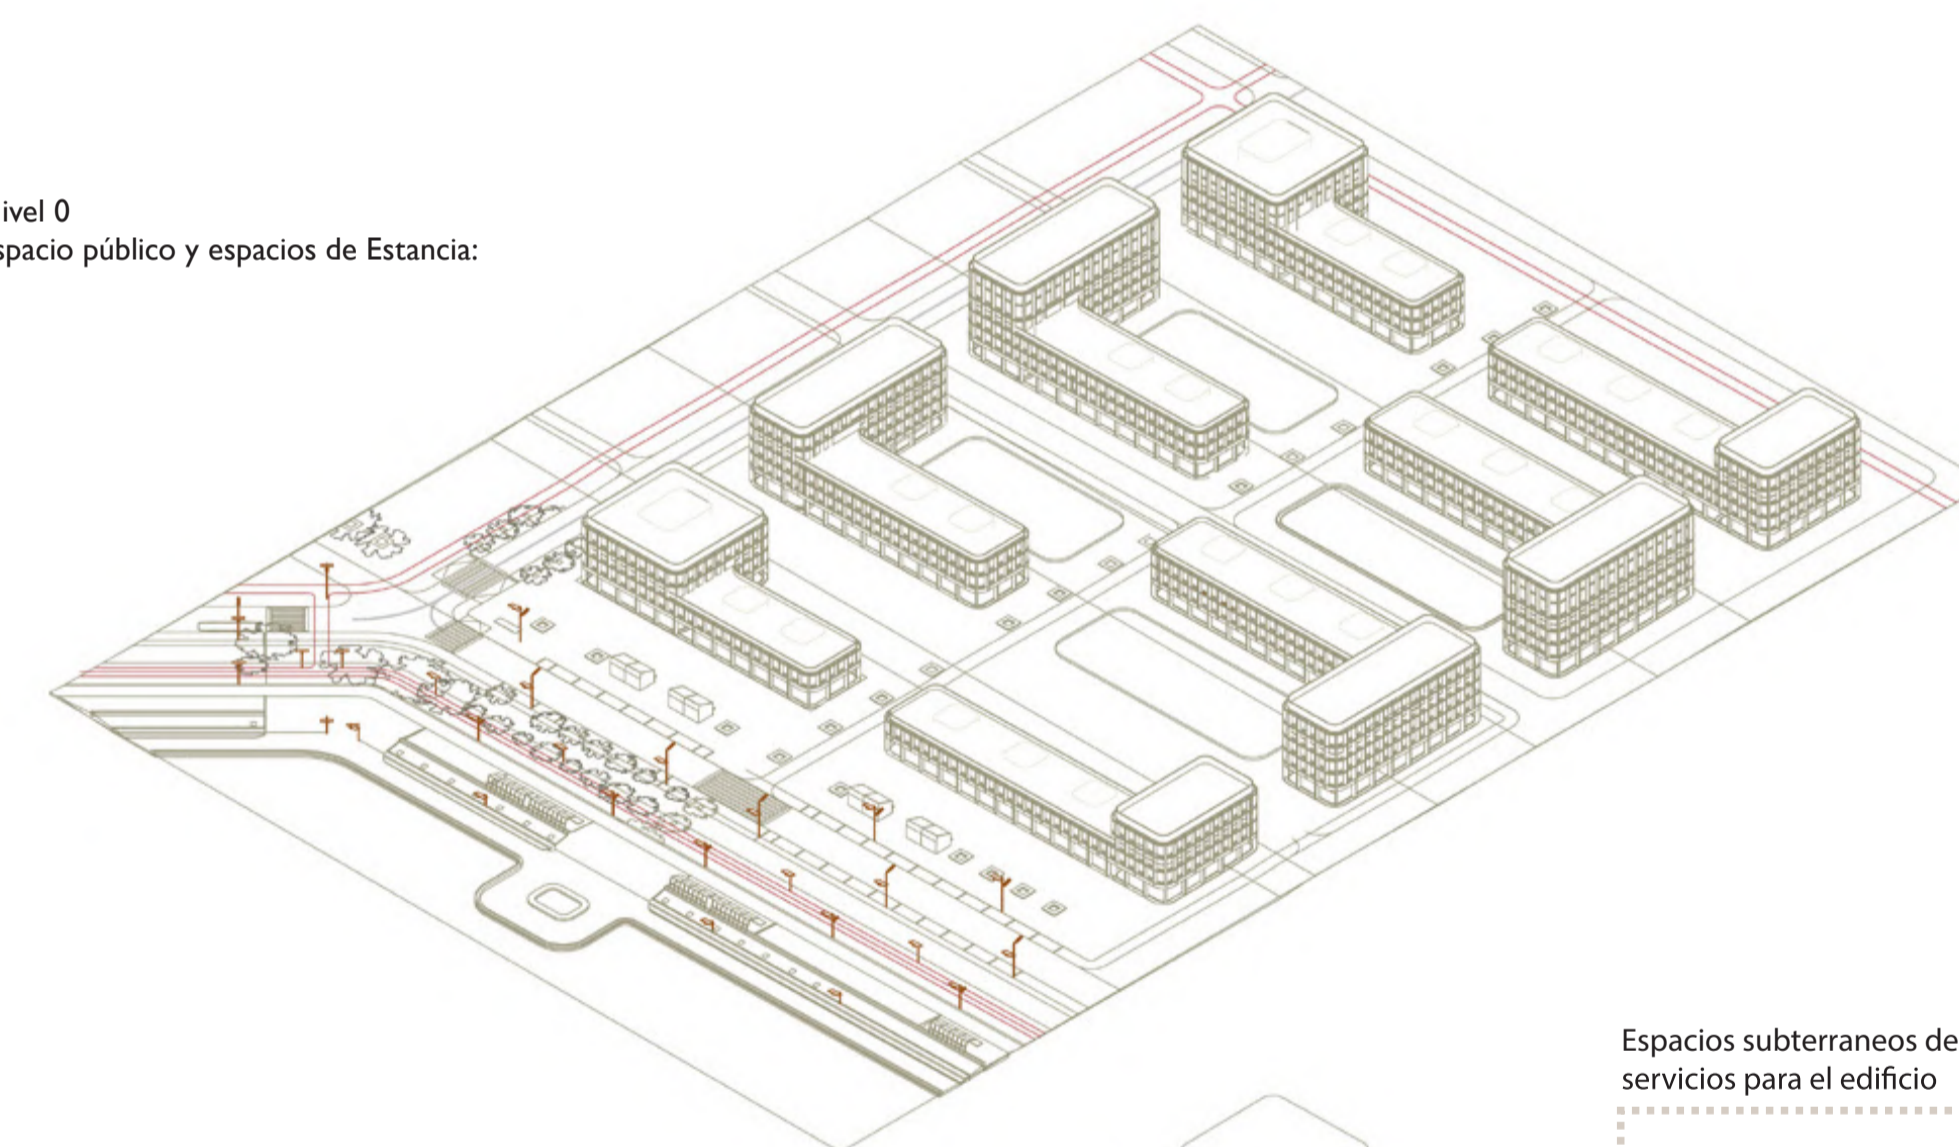 ivel 0
spacio público y espacios de Estancia:
Espacios subterraneos de
servicios para el edificio